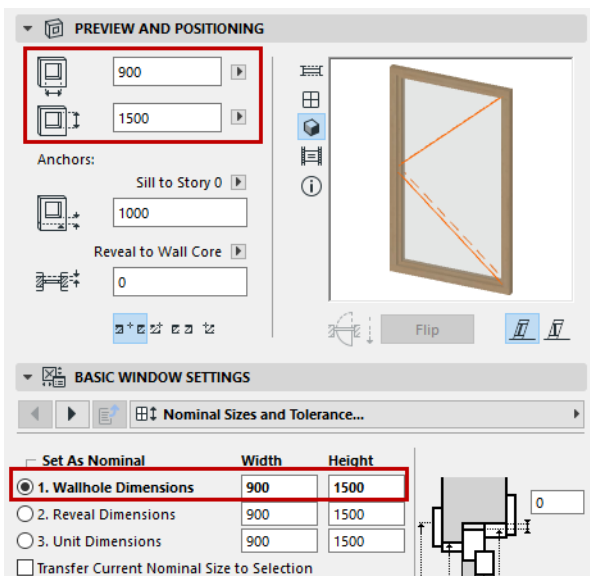 PREVIEW AND POSITIONING
900
1500
Anchors:
Sill to Story 0
1000
Reveal to Wall Core
0
Flip
BASIC WINDOW SETTINGS
Nominal Sizes and Tolerance...
Set As Nominal Width Height
1. Wallhole Dimensions 900 1500
0
2. Reveal Dimensions 900 1500
3. Unit Dimensions 900 1500
Transfer Current Nominal Size to Selection